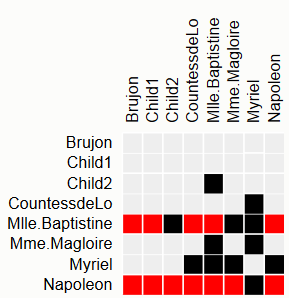 Brujon
Child1
Child2
CountessdeLo
Mlle.Baptistine
Mme.Magloire
Myriel
Napoleon
Brujon
Child1
Child2
CountessdeLo
Mlle.Baptistine
Mme.Magloire
Myriel
Napoleon